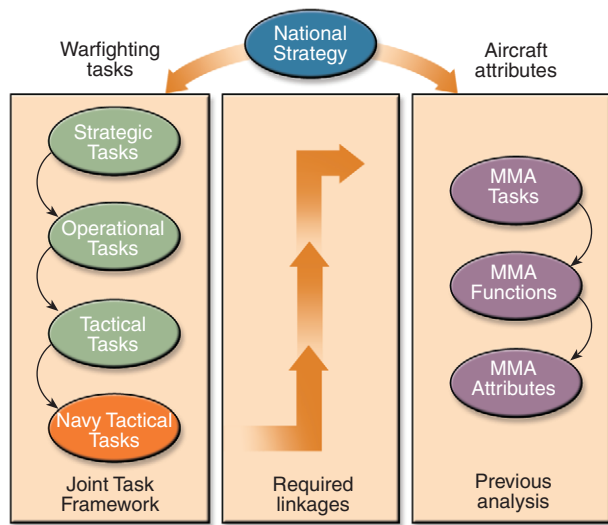 National
Strategy
Warfighting
tasks
Aircraft
attributes
Strategic
Tasks
Operational
Tasks
Tactical
Tasks
Navy Tactical
Tasks
Joint Task
Framework
Required
linkages
MMA
Tasks
MMA
Functions
MMA
Attributes
Previous
analysis